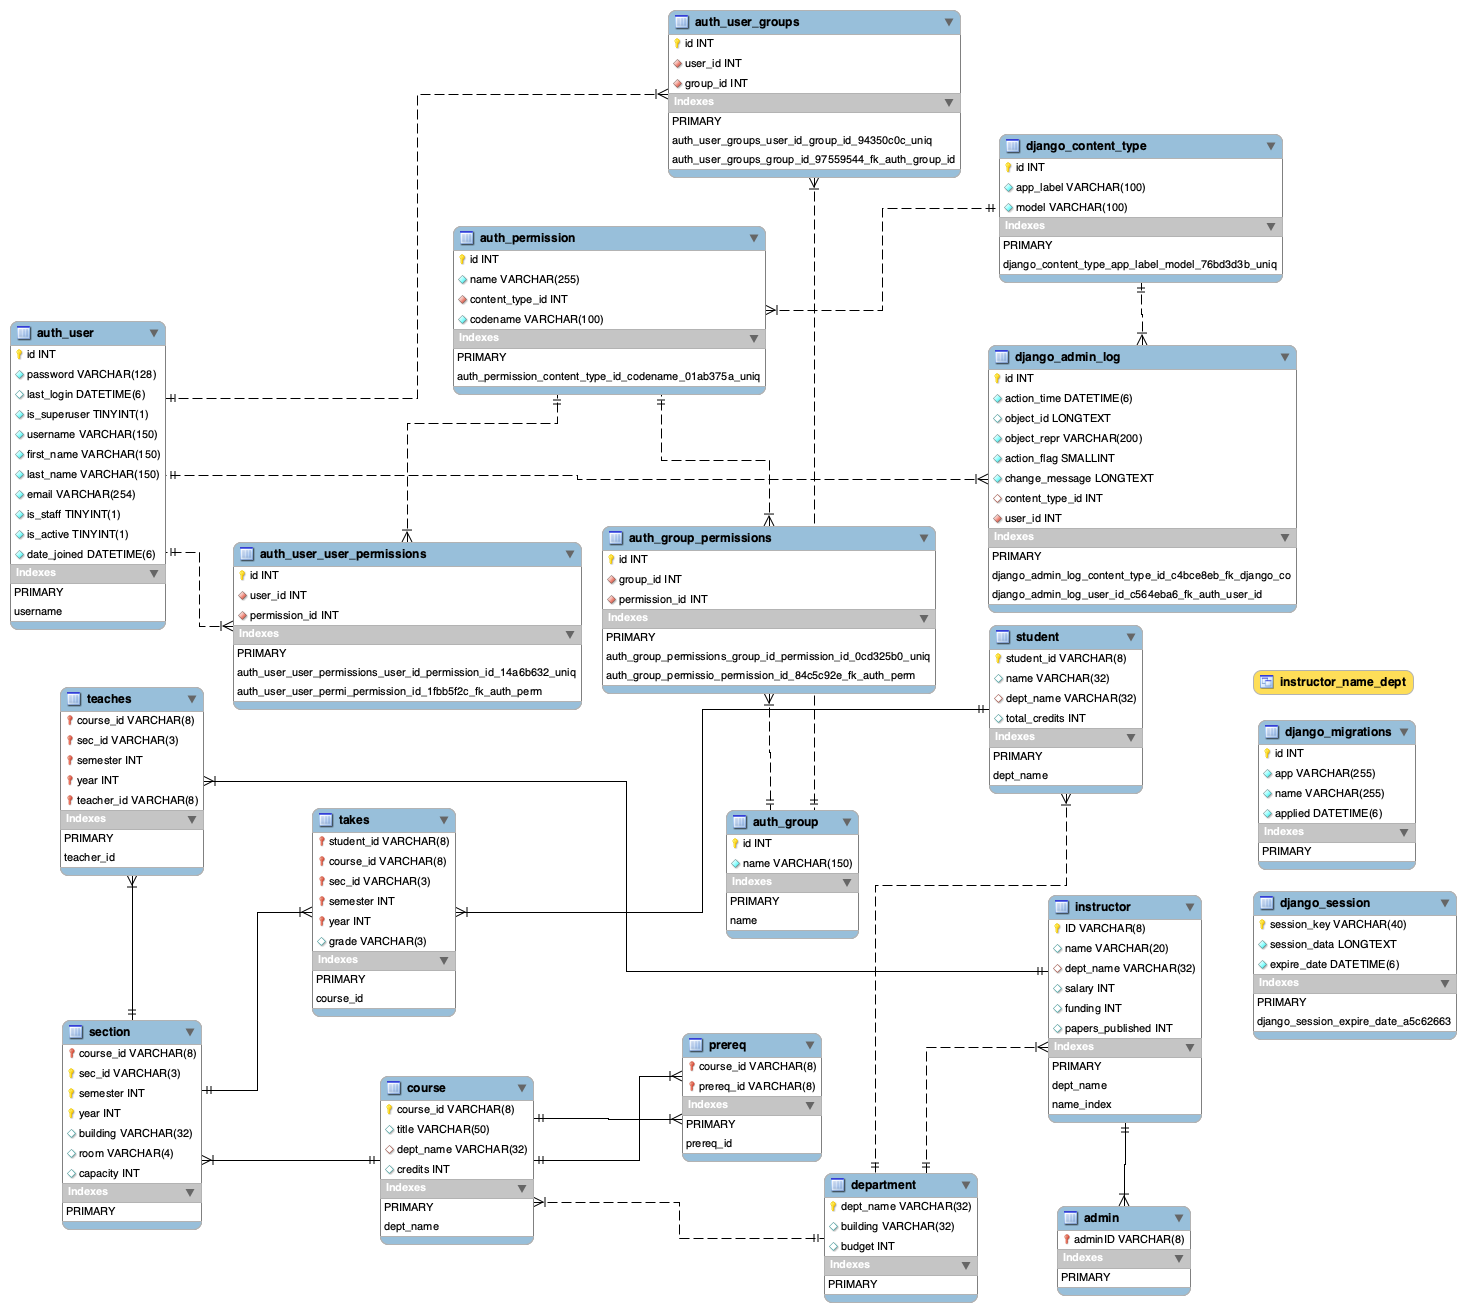 auth_user_groups
id INT
user_id INT
group_id INT
Indexes
PRIMARY
auth_user_groups_user_id_group_id_94350c0c_uniq
auth_user_groups_group_id_97559544_fk_auth_group_id
django_content_type
id INT
app_label VARCHAR(100)
model VARCHAR(100)
Indexes
PRIMARY
django_content_type_app_label_model_76bd3d3b_uniq
auth_permission
id INT
name VARCHAR(255)
content_type_id INT
codename VARCHAR(100)
Indexes
PRIMARY
auth_permission_content_type_id_codename_01ab375a_uniq
auth_user
id INT
password VARCHAR(128)
last_login DATETIME(6)
is_superuser TINYINT(1)
username VARCHAR(150)
first_name VARCHAR(150)
last_name VARCHAR(150)
email VARCHAR(254)
is_staff TINYINT(1)
is_active TINYINT(1)
date_joined DATETIME(6)
Indexes
PRIMARY
username
django_admin_log
id INT
action_time DATETIME(6)
object_id LONGTEXT
object_repr VARCHAR(200)
action_flag SMALLINT
change_message LONGTEXT
content_type_id INT
user_id INT
Indexes
PRIMARY
django_admin_log_content_type_id_c4bce8eb_fk_django_co
django_admin_log_user_id_c564eba6_fk_auth_user_id
auth_user_user_permissions
id INT
user_id INT
permission_id INT
Indexes
PRIMARY
auth_user_user_permissions_user_id_permission_id_14a6b632_uniq
auth_user_user_permi_permission_id_1fbb5f2c_fk_auth_perm
auth_group_permissions
id INT
group_id INT
permission_id INT
Indexes
PRIMARY
auth_group_permissions_group_id_permission_id_0cd325b0_uniq
auth_group_permissio_permission_id_84c5c92e_fk_auth_perm
student
student_id VARCHAR(8)
name VARCHAR(32)
dept_name VARCHAR(32)
total_credits INT
Indexes
PRIMARY
dept_name
instructor_name_dept
teaches
course_id VARCHAR(8)
sec_id VARCHAR(3)
semester INT
year INT
teacher_id VARCHAR(8)
Indexes
PRIMARY
teacher_id
django_migrations
id INT
app VARCHAR(255)
name VARCHAR(255)
applied DATETIME(6)
Indexes
PRIMARY
takes
student_id VARCHAR(8)
course_id VARCHAR(8)
sec_id VARCHAR(3)
semester INT
year INT
grade VARCHAR(3)
Indexes
PRIMARY
course_id
auth_group
id INT
name VARCHAR(150)
Indexes
PRIMARY
name
instructor
ID VARCHAR(8)
name VARCHAR(20)
dept_name VARCHAR(32)
salary INT
funding INT
papers_published INT
Indexes
PRIMARY
dept_name
name_index
django_session
session_key VARCHAR(40)
session_data LONGTEXT
expire_date DATETIME(6)
Indexes
PRIMARY
django_session_expire_date_a5c62663
section
course_id VARCHAR(8)
sec_id VARCHAR(3)
semester INT
year INT
building VARCHAR(32)
room VARCHAR(4)
capacity INT
Indexes
PRIMARY
course
course_id VARCHAR(8)
title VARCHAR(50)
dept_name VARCHAR(32)
credits INT
Indexes
PRIMARY
dept_name
prereq
course_id VARCHAR(8)
prereq_id VARCHAR(8)
Indexes
PRIMARY
prereq_id
department
dept_name VARCHAR(32)
building VARCHAR(32)
budget INT
Indexes
PRIMARY
admin
adminID VARCHAR(8)
Indexes
PRIMARY